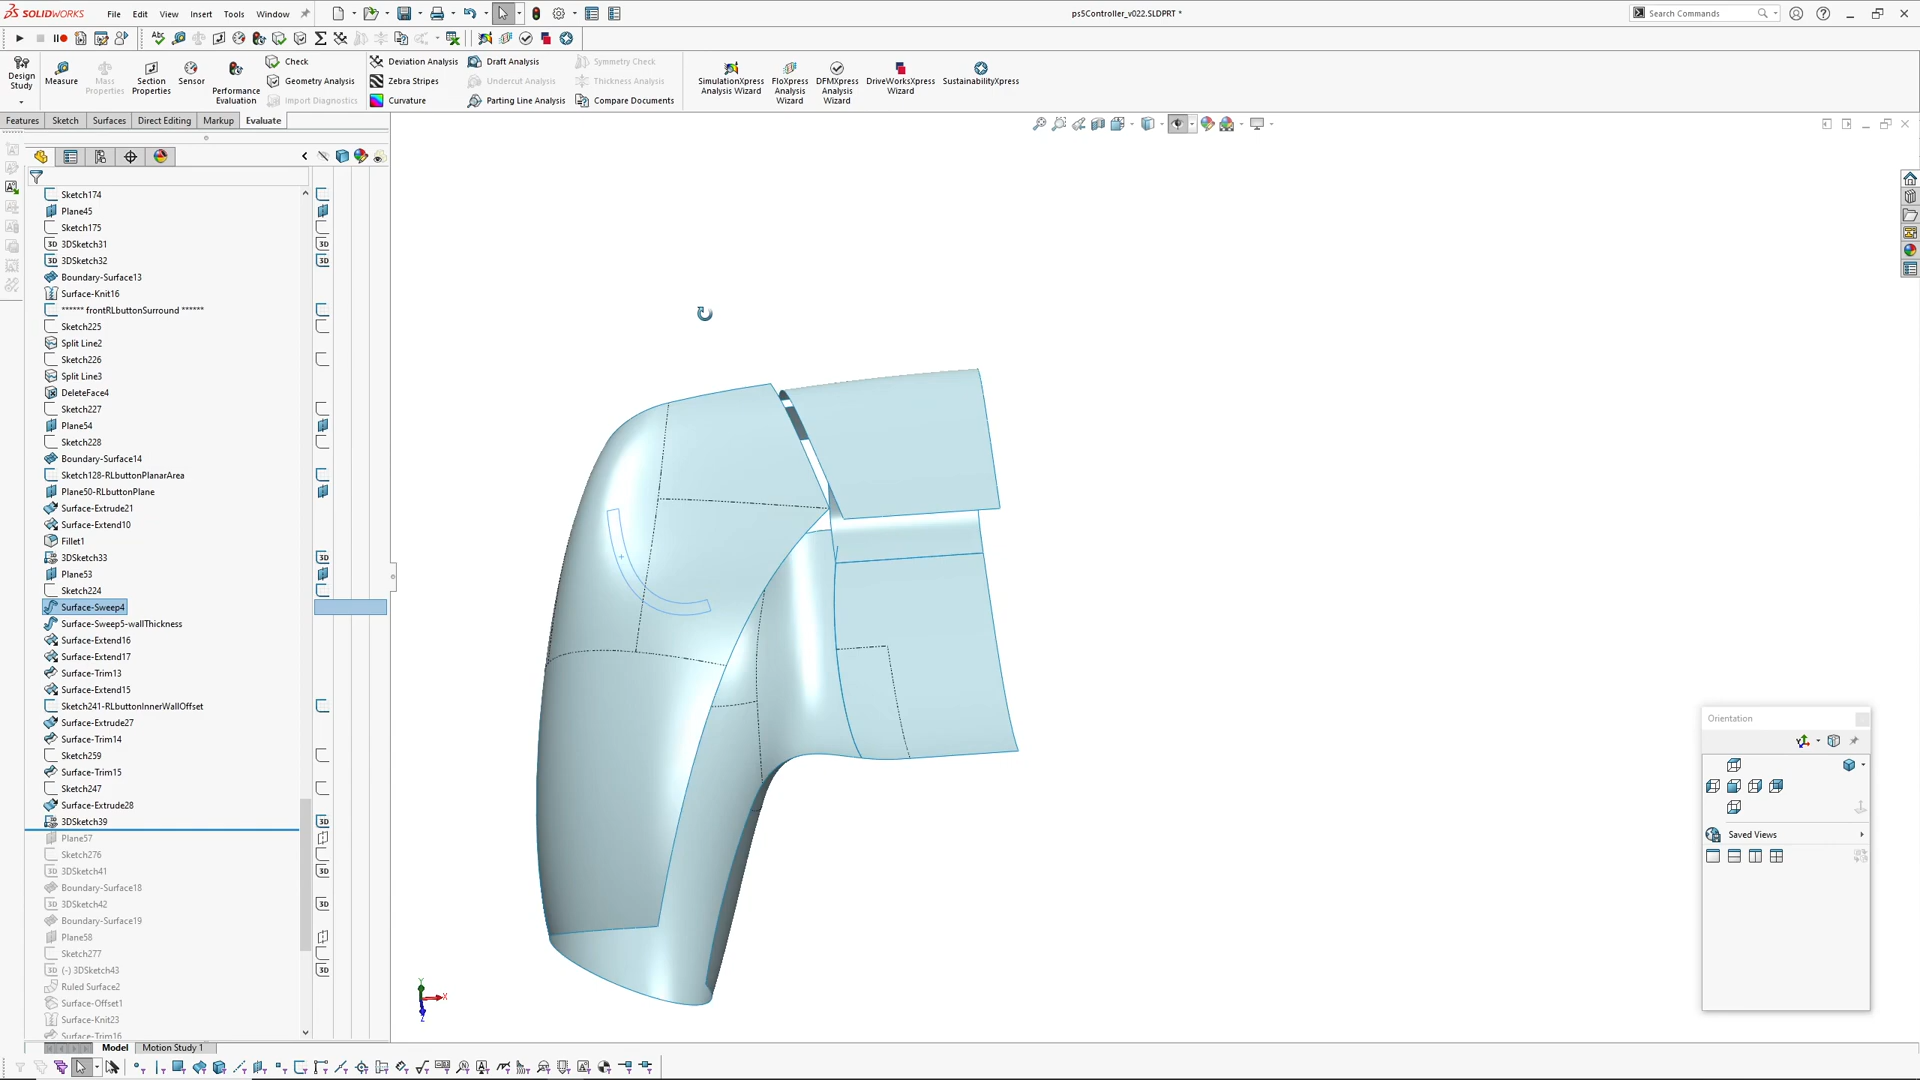 SOLIDWORKS File Edit View Insert Tools Window ps5Controller_v022.SLDPRT * Search Commands
Design Study
Measure
Mass Properties
Section Properties
Sensor
Performance Evaluation
Check
Geometry Analysis
Import Diagnostics
Deviation Analysis
Zebra Stripes
Curvature
Draft Analysis
Undercut Analysis
Parting Line Analysis
Symmetry Check
Thickness Analysis
Compare Documents
SimulationXpress Analysis Wizard
FloXpress Analysis Wizard
DFMXpress Analysis Wizard
DriveWorksXpress Wizard
SustainabilityXpress
Features Sketch Surfaces Direct Editing Markup Evaluate
Sketch174
Plane45
Sketch175
3DSketch31
3DSketch32
Boundary-Surface13
Surface-Knit16
****** frontRLbuttonSurround ******
Sketch225
Split Line2
Sketch226
Split Line3
DeleteFace4
Sketch227
Plane54
Sketch228
Boundary-Surface14
Sketch128-RLbuttonPlanarArea
Plane50-RLbuttonPlane
Surface-Extrude21
Surface-Extend10
Fillet1
3DSketch33
Plane53
Sketch224
Surface-Sweep4
Surface-Sweep5-wallThickness
Surface-Extend16
Surface-Extend17
Surface-Trim13
Surface-Extend15
Sketch241-RLbuttonInnerWallOffset
Surface-Extrude27
Surface-Trim14
Sketch259
Surface-Trim15
Sketch247
Surface-Extrude28
3DSketch39
Plane57
Sketch276
3DSketch41
Boundary-Surface18
3DSketch42
Boundary-Surface19
Plane58
Sketch277
(-) 3DSketch43
Ruled Surface2
Surface-Offset1
Surface-Knit23
Surface-Trim16
Orientation
Saved Views
Y
X
Z
Model Motion Study 1